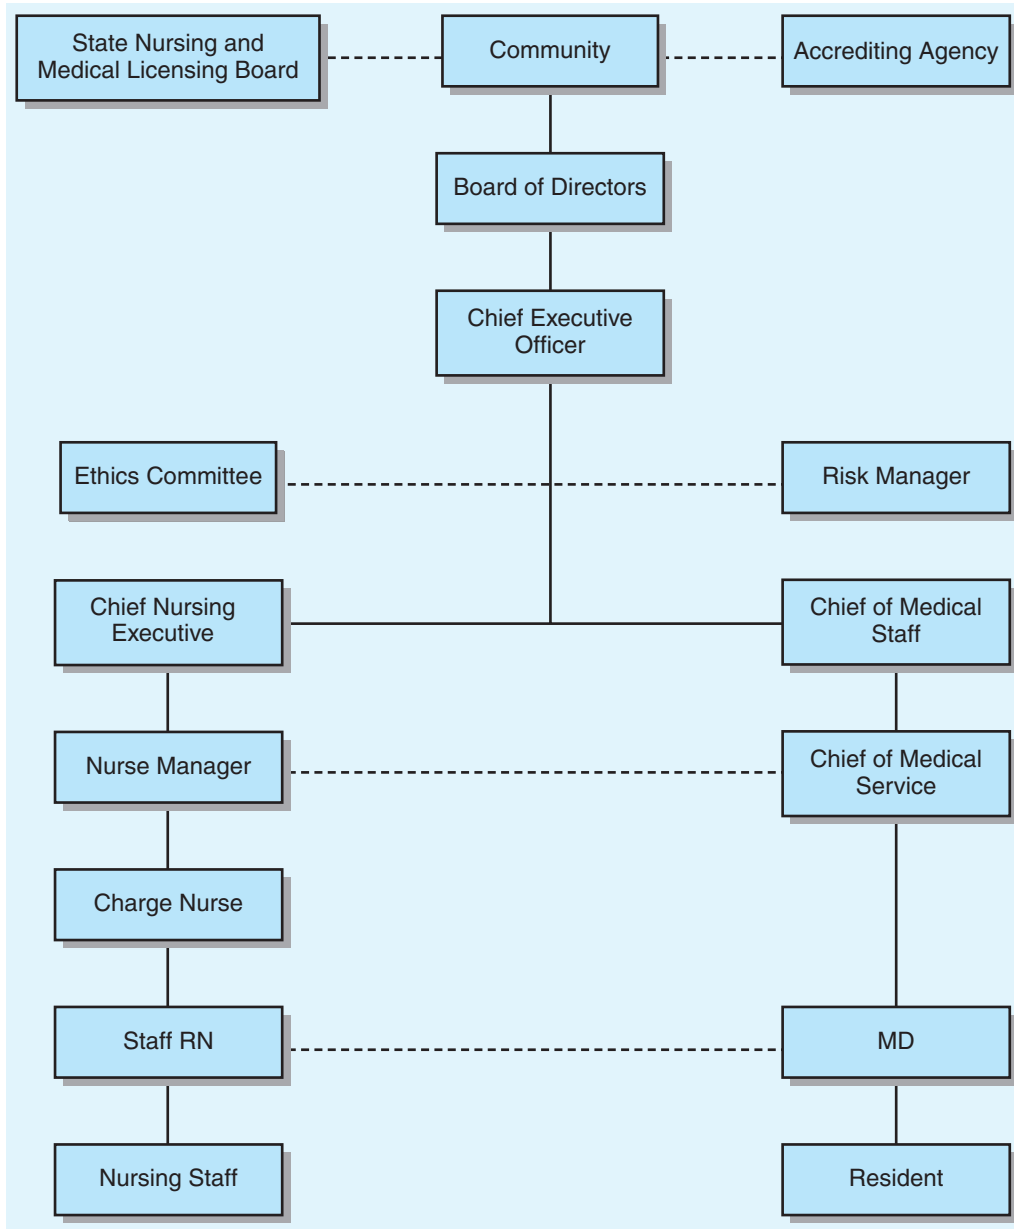 State Nursing and
Medical Licensing Board
Community
Accrediting Agency
Board of Directors
Chief Executive
Officer
Ethics Committee
Risk Manager
Chief Nursing
Executive
Chief of Medical
Staff
Nurse Manager
Chief of Medical
Service
Charge Nurse
Staff RN
MD
Nursing Staff
Resident